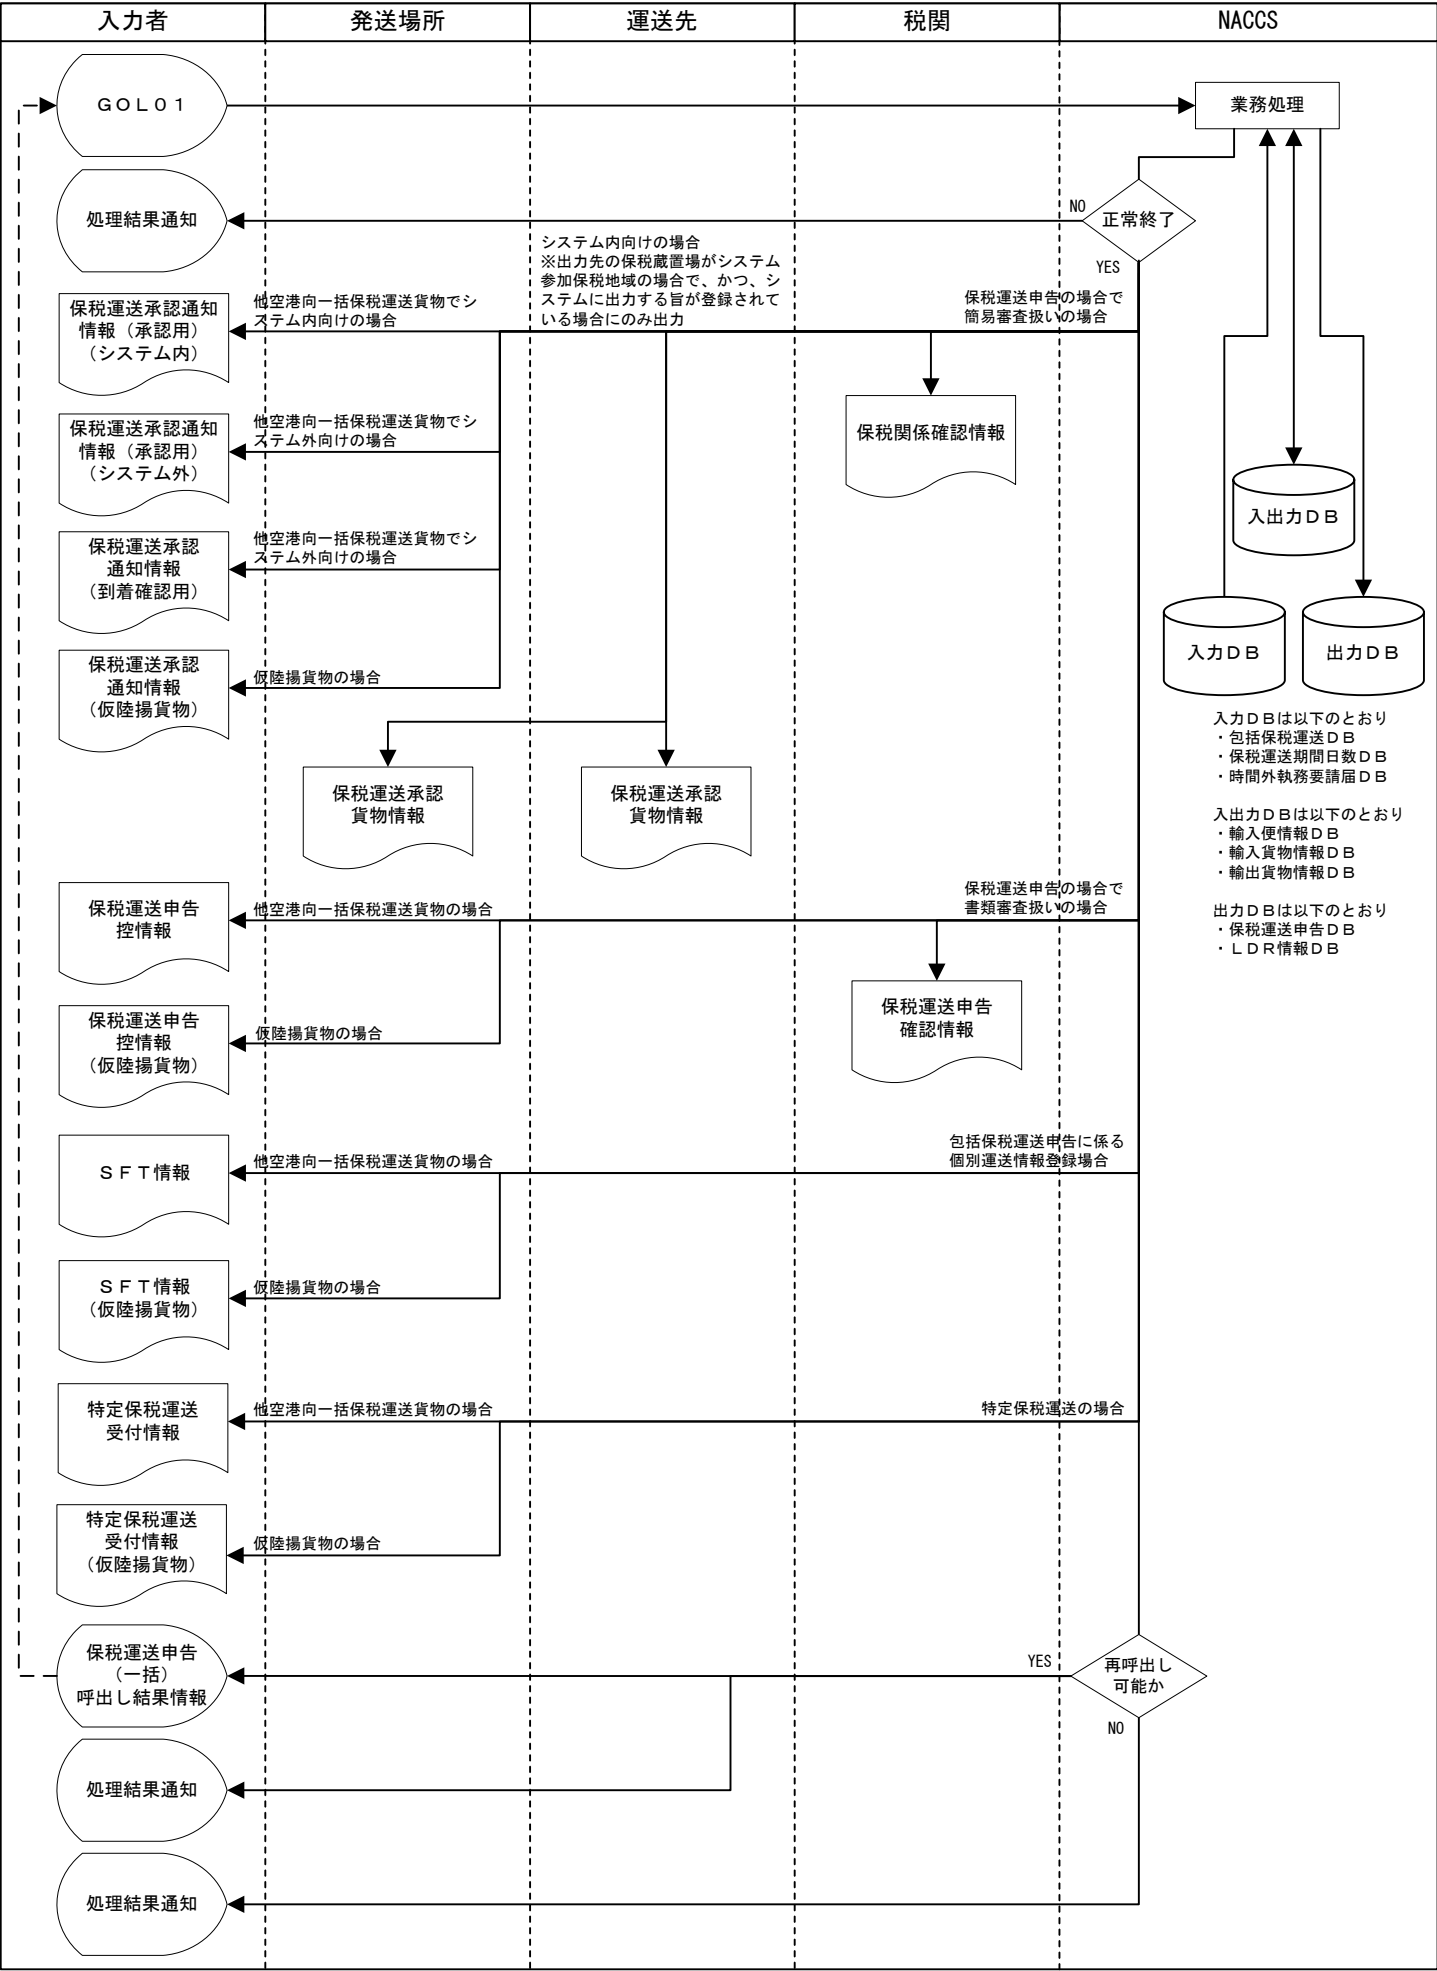 入力者
発送場所
運送先
税関
NACCS
ＧＯＬ０１
業務処理
処理結果通知
NO
正常終了
YES
システム内向けの場合
※出力先の保税蔵置場がシステム
参加保税地域の場合で、かつ、シ
ステムに出力する旨が登録されて
いる場合にのみ出力
保税運送申告の場合で
簡易審査扱いの場合
保税運送承認通知
情報（承認用）
（システム内）
他空港向一括保税運送貨物でシ
ステム内向けの場合
保税運送承認通知
情報（承認用）
（システム外）
他空港向一括保税運送貨物でシ
ステム外向けの場合
保税関係確認情報
入出力ＤＢ
保税運送承認
通知情報
（到着確認用）
他空港向一括保税運送貨物でシ
ステム外向けの場合
入力ＤＢ
出力ＤＢ
保税運送承認
通知情報
（仮陸揚貨物）
仮陸揚貨物の場合
保税運送承認
貨物情報
保税運送承認
貨物情報
入力ＤＢは以下のとおり
・包括保税運送ＤＢ
・保税運送期間日数ＤＢ
・時間外執務要請届ＤＢ
入出力ＤＢは以下のとおり
・輸入便情報ＤＢ
・輸入貨物情報ＤＢ
・輸出貨物情報ＤＢ
出力ＤＢは以下のとおり
・保税運送申告ＤＢ
・ＬＤＲ情報ＤＢ
保税運送申告
控情報
他空港向一括保税運送貨物の場合
保税運送申告の場合で
書類審査扱いの場合
保税運送申告
控情報
（仮陸揚貨物）
仮陸揚貨物の場合
保税運送申告
確認情報
ＳＦＴ情報
他空港向一括保税運送貨物の場合
包括保税運送申告に係る
個別運送情報登録場合
ＳＦＴ情報
（仮陸揚貨物）
仮陸揚貨物の場合
特定保税運送
受付情報
他空港向一括保税運送貨物の場合
特定保税運送の場合
特定保税運送
受付情報
（仮陸揚貨物）
仮陸揚貨物の場合
保税運送申告
（一括）
呼出し結果情報
YES
再呼出し
可能か
NO
処理結果通知
処理結果通知